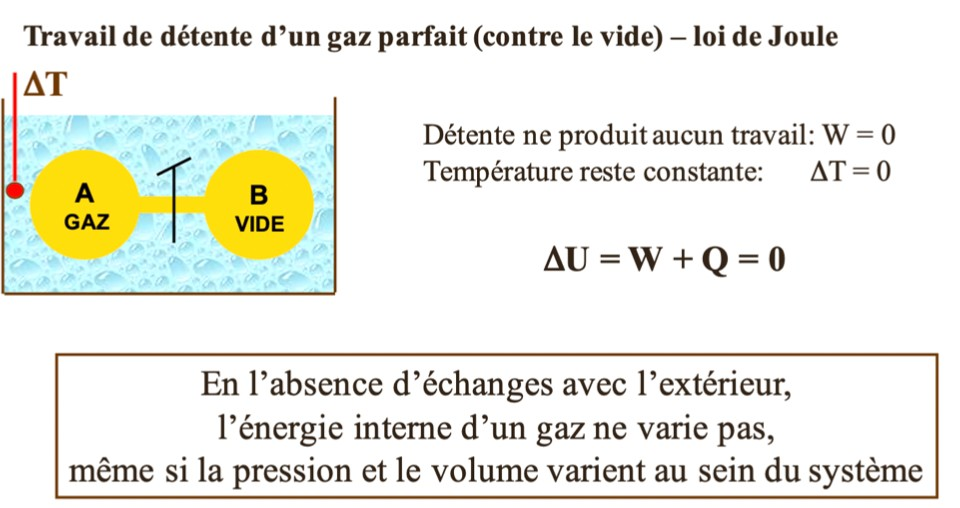 Travail de détente d’un gaz parfait (contre le vide) – loi de Joule
ΔT
A
GAZ
B
VIDE
Détente ne produit aucun travail: W = 0
Température reste constante: ΔT = 0
ΔU = W + Q = 0
En l’absence d’échanges avec l’extérieur,
l’énergie interne d’un gaz ne varie pas,
même si la pression et le volume varient au sein du système